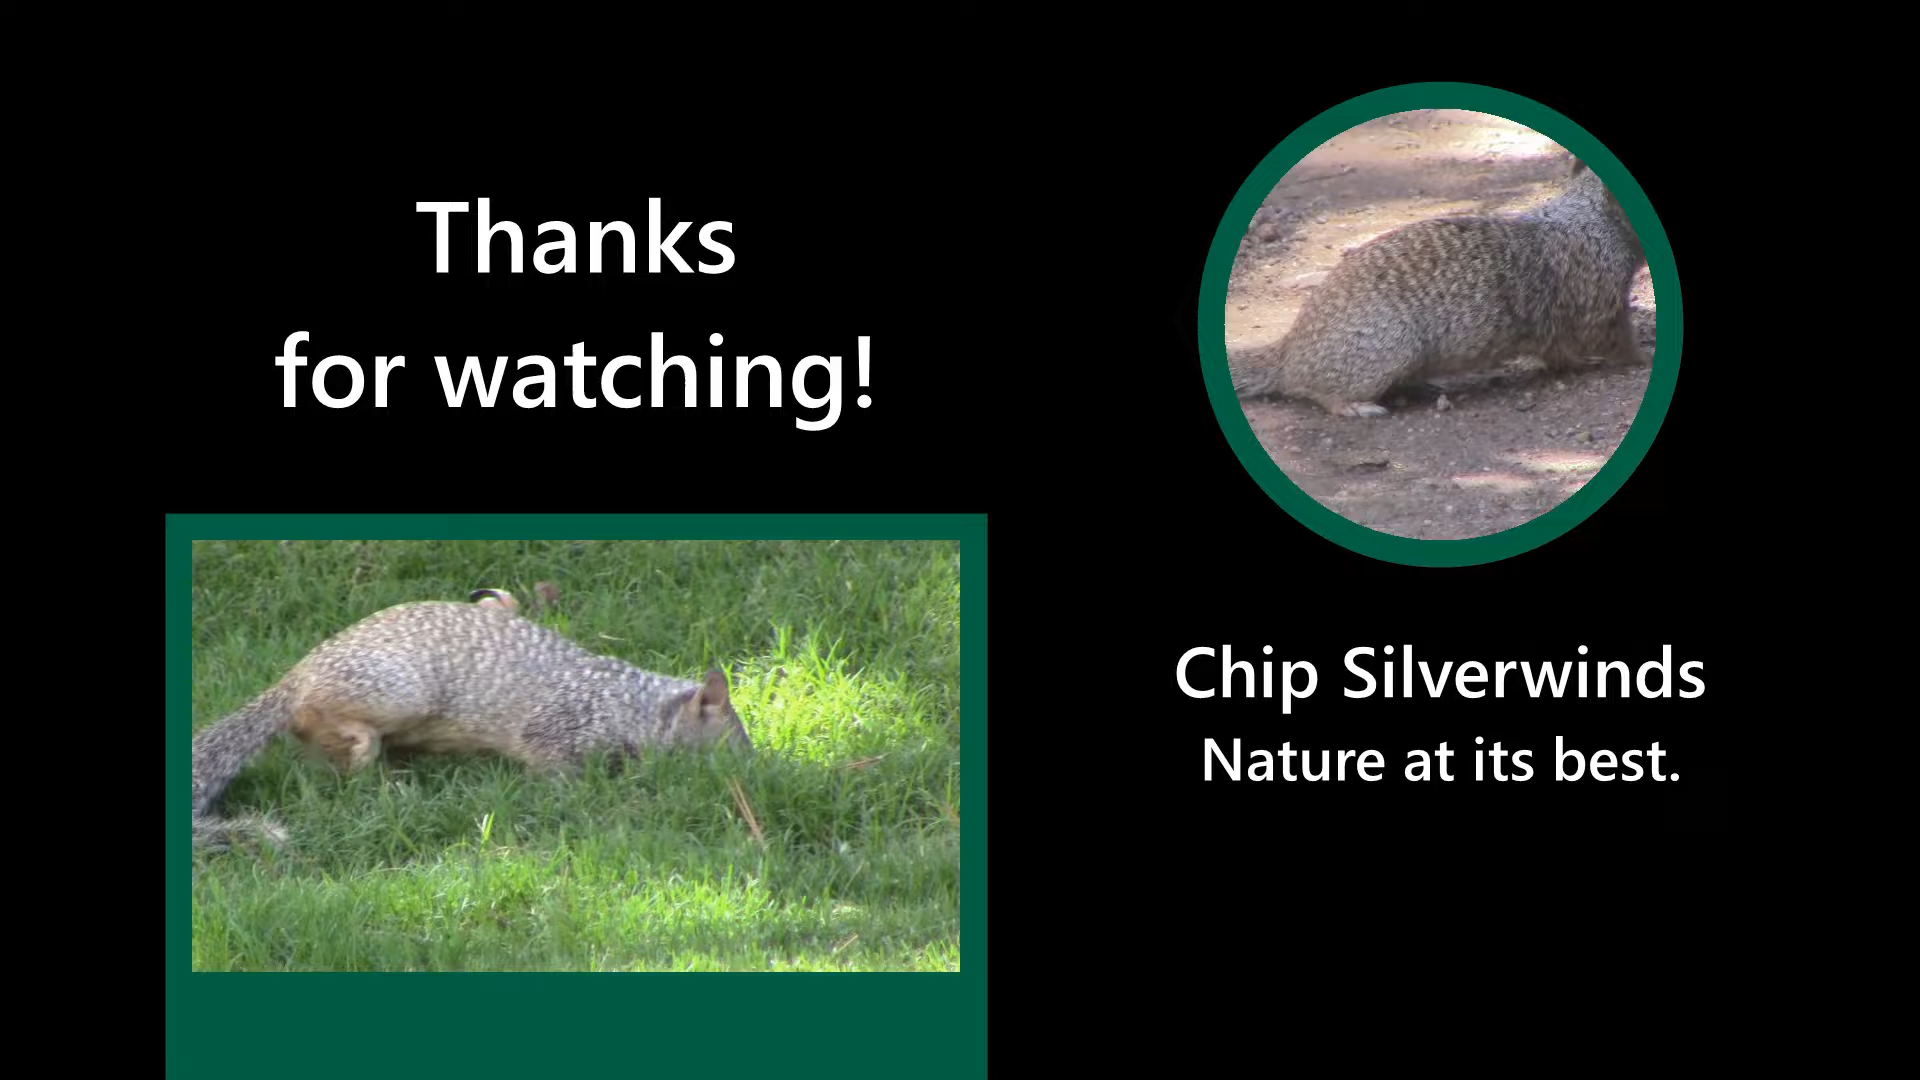 Thanks
for watching!
Chip Silverwinds
Nature at its best.